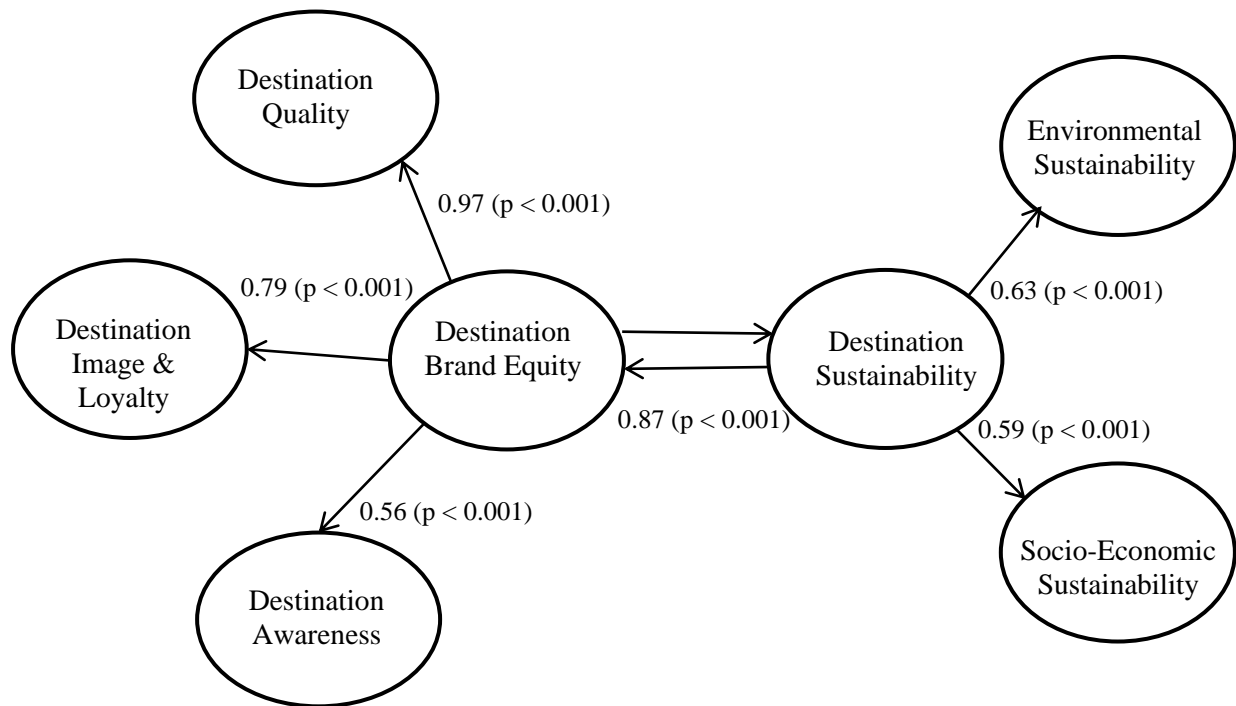 Destination
Quality
Environmental
Sustainability
0.97 (p < 0.001)
0.79 (p < 0.001)
0.63 (p < 0.001)
Destination
Image &
Loyalty
Destination
Brand Equity
Destination
Sustainability
0.87 (p < 0.001)
0.59 (p < 0.001)
0.56 (p < 0.001)
Socio-Economic
Sustainability
Destination
Awareness